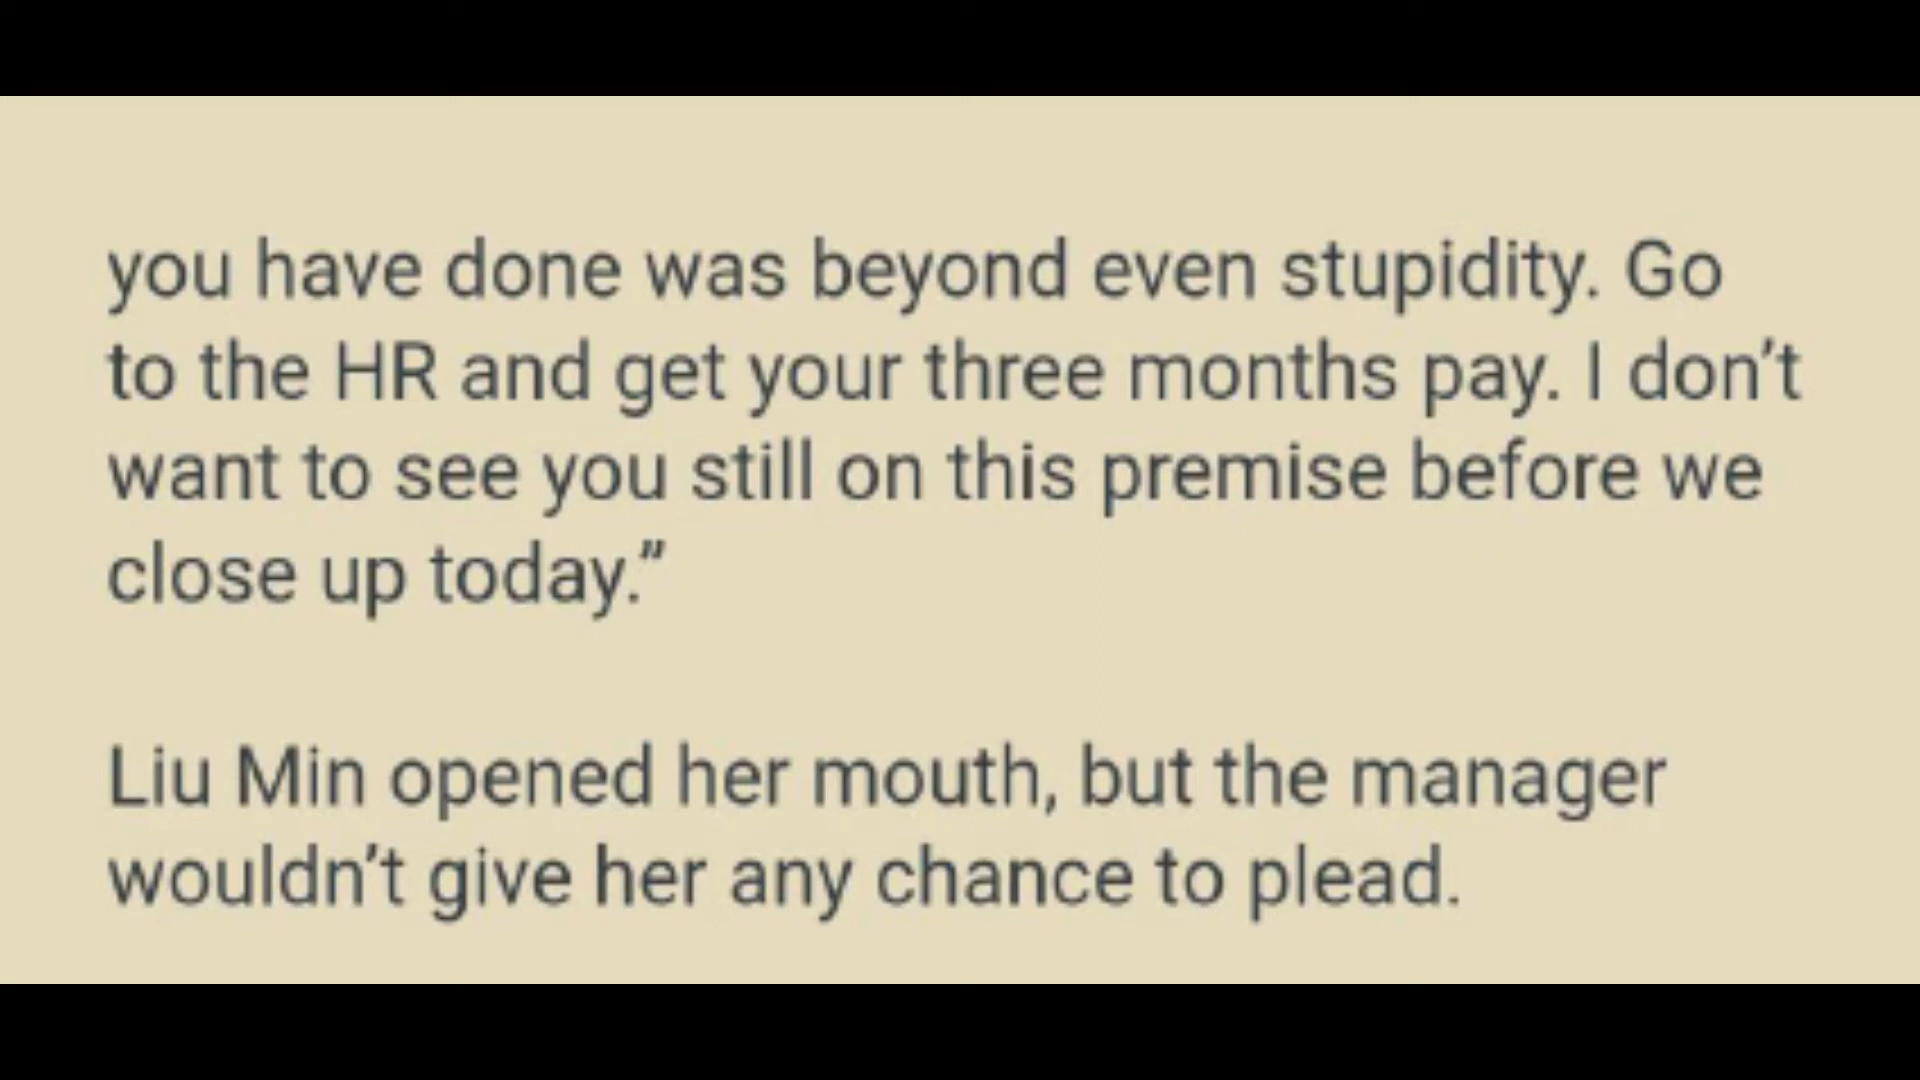 you have done was beyond even stupidity. Go
to the HR and get your three months pay. I don’t
want to see you still on this premise before we
close up today.”
Liu Min opened her mouth, but the manager
wouldn’t give her any chance to plead.